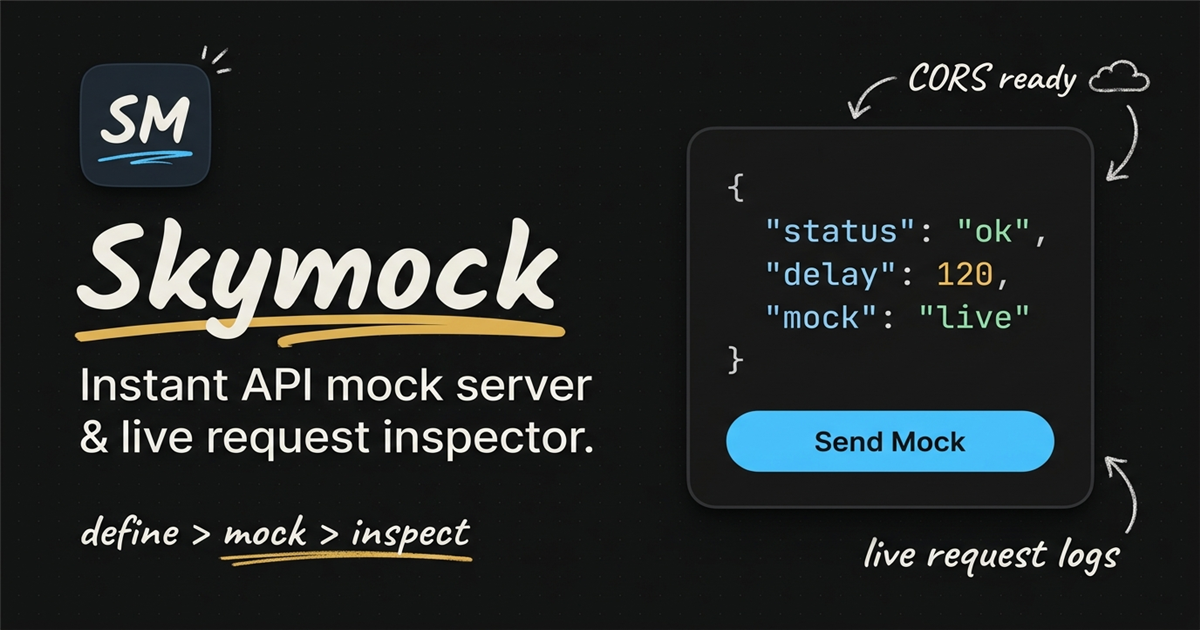 SM
Skymock
Instant API mock server
& live request inspector.
define > mock > inspect
CORS ready
{
"status": "ok",
"delay": 120,
"mock": "live"
}
Send Mock
live request logs